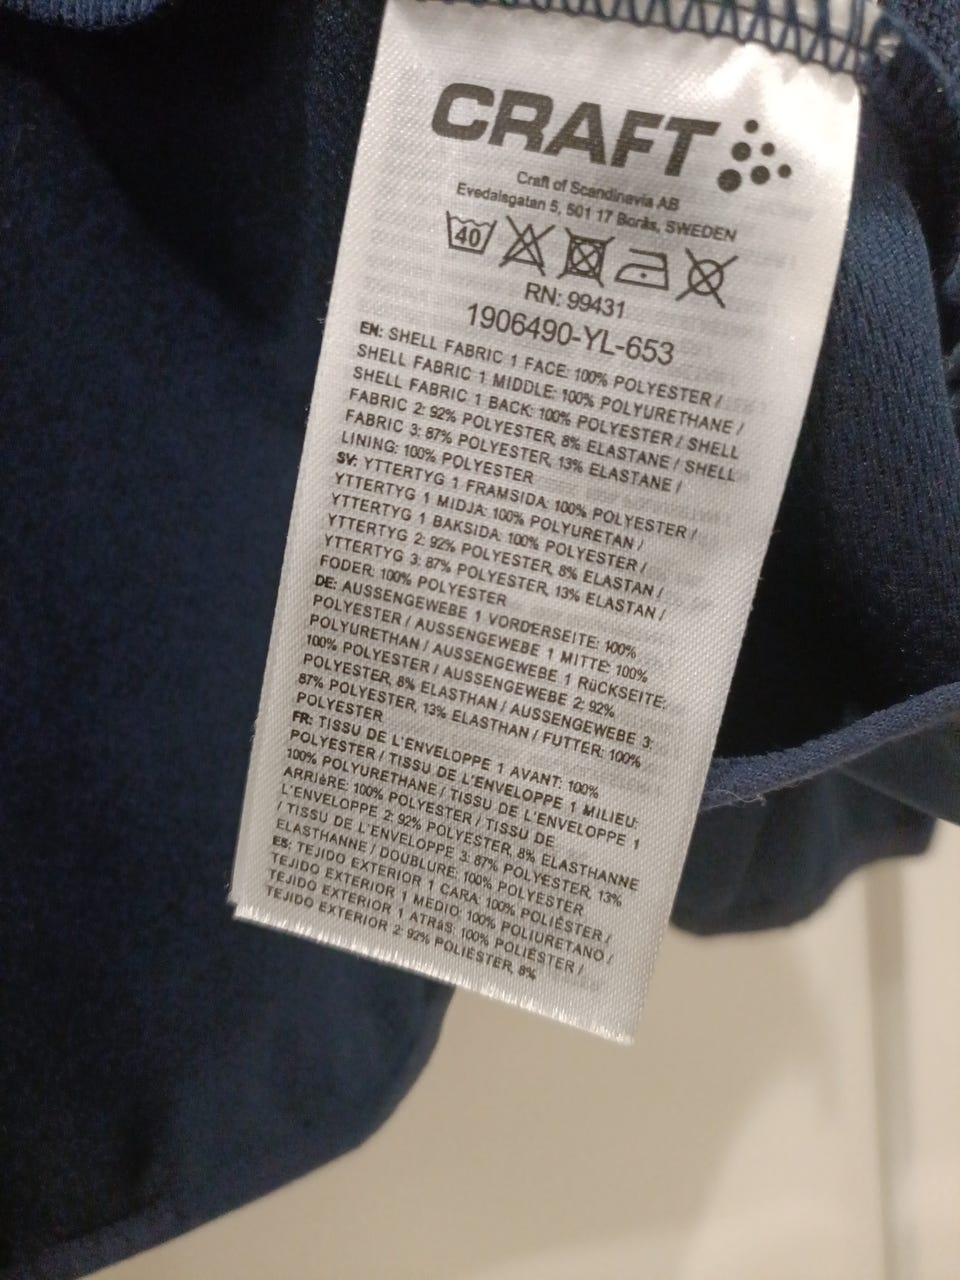 CRAFT
Craft of Scandinavia AB
Evedalsgatan 5, 501 17 Borås, SWEDEN
40
RN: 99431
1906490-YL-653
EN: SHELL FABRIC 1 FACE: 100% POLYESTER /
SHELL FABRIC 1 MIDDLE: 100% POLYURETHANE /
SHELL FABRIC 1 BACK: 100% POLYESTER / SHELL
FABRIC 2: 92% POLYESTER, 8% ELASTANE / SHELL
FABRIC 3: 87% POLYESTER, 13% ELASTANE /
LINING: 100% POLYESTER
SV: YTTERTYG 1 FRAMSIDA: 100% POLYESTER /
YTTERTYG 1 MIDJA: 100% POLYURETAN /
YTTERTYG 1 BAKSIDA: 100% POLYESTER /
YTTERTYG 2: 92% POLYESTER, 8% ELASTAN /
YTTERTYG 3: 87% POLYESTER, 13% ELASTAN /
FODER: 100% POLYESTER
DE: AUSSENGEWEBE 1 VORDERSEITE: 100%
POLYESTER / AUSSENGEWEBE 1 MITTE: 100%
POLYURETHAN / AUSSENGEWEBE 1 RüCKSEITE:
100% POLYESTER / AUSSENGEWEBE 2: 92%
POLYESTER, 8% ELASTHAN / AUSSENGEWEBE 3:
87% POLYESTER, 13% ELASTHAN / FUTTER: 100%
POLYESTER
FR: TISSU DE L'ENVELOPPE 1 AVANT: 100%
POLYESTER / TISSU DE L'ENVELOPPE 1 MILIEU:
100% POLYURETHANE / TISSU DE L'ENVELOPPE 1
ARRIèRE: 100% POLYESTER / TISSU DE
L'ENVELOPPE 2: 92% POLYESTER, 8% ELASTHANNE
/ TISSU DE L'ENVELOPPE 3: 87% POLYESTER, 13%
ELASTHANNE / DOUBLURE: 100% POLYESTER
ES: TEJIDO EXTERIOR 1 CARA: 100% POLIÉSTER /
TEJIDO EXTERIOR 1 MEDIO: 100% POLIURETANO /
TEJIDO EXTERIOR 1 ATRáS: 100% POLIÉSTER /
TEJIDO EXTERIOR 2: 92% POLIÉSTER, 8%